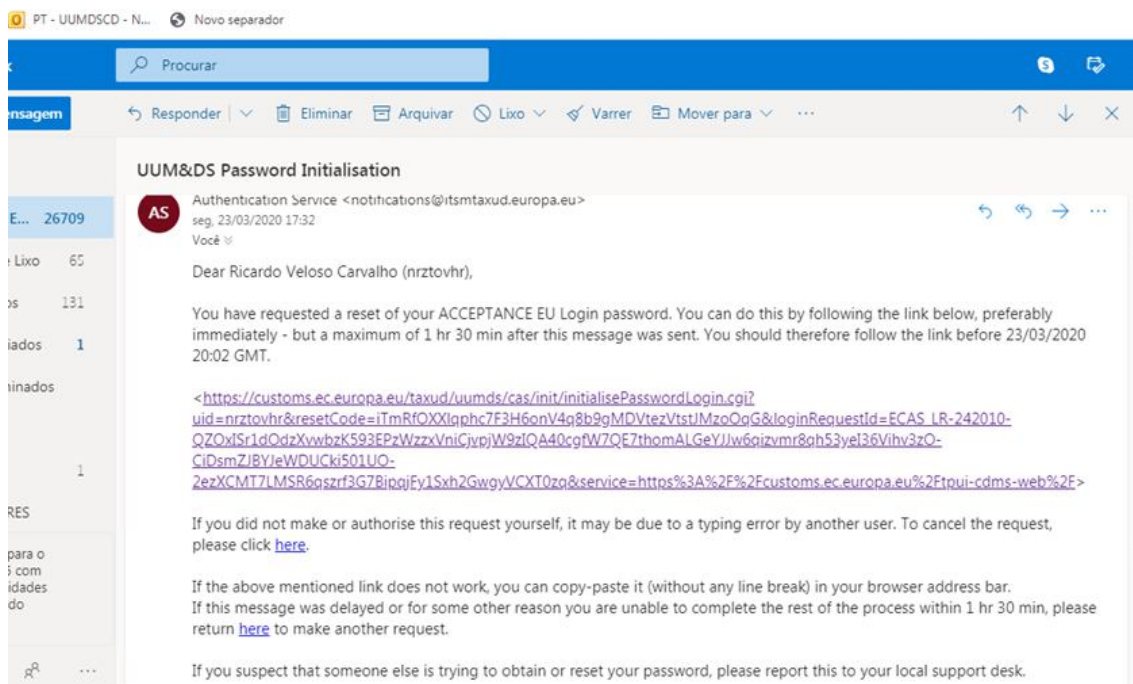 PT - UUMDSCD - N... Novo separador
Procurar
ensagem Responder Eliminar Arquivar Lixo Varrer Mover para ...
UUM&DS Password Initialisation
E... 26709
Lixo 65
os 131
iados 1
ninados
1
RES
para o
com
idades
do
AS
Authentication Service <notifications@itsmtaxud.europa.eu>
seg, 23/03/2020 17:32
Você
Dear Ricardo Veloso Carvalho (nrztovhr),
You have requested a reset of your ACCEPTANCE EU Login password. You can do this by following the link below, preferably
immediately - but a maximum of 1 hr 30 min after this message was sent. You should therefore follow the link before 23/03/2020
20:02 GMT.
<https://customs.ec.europa.eu/taxud/uumds/cas/init/initialisePasswordLogin.cgi?
uid=nrztovhr&resetCode=iTmRfOXXlqphc7F3H6onV4q8b9gMDVtezVtstJMzoOqG&loginRequestId=ECAS_LR-242010-
QZOxISr1dOdzXvwbzK593EPzWzzxVniCjvpjW9zIQA40cgfW7QE7thomALGeYJJw6qizvmr8qh53yeI36Vihv3zO-
CiDsmZJBYJeWDUCki501UO-
2ezXCMT7LMSR6qszrf3G7BipqjFy1Sxh2GwgyVCXT0zq&service=https%3A%2F%2Fcustoms.ec.europa.eu%2Ftpui-cdms-web%2F>
If you did not make or authorise this request yourself, it may be due to a typing error by another user. To cancel the request,
please click here.
If the above mentioned link does not work, you can copy-paste it (without any line break) in your browser address bar.
If this message was delayed or for some other reason you are unable to complete the rest of the process within 1 hr 30 min, please
return here to make another request.
If you suspect that someone else is trying to obtain or reset your password, please report this to your local support desk.